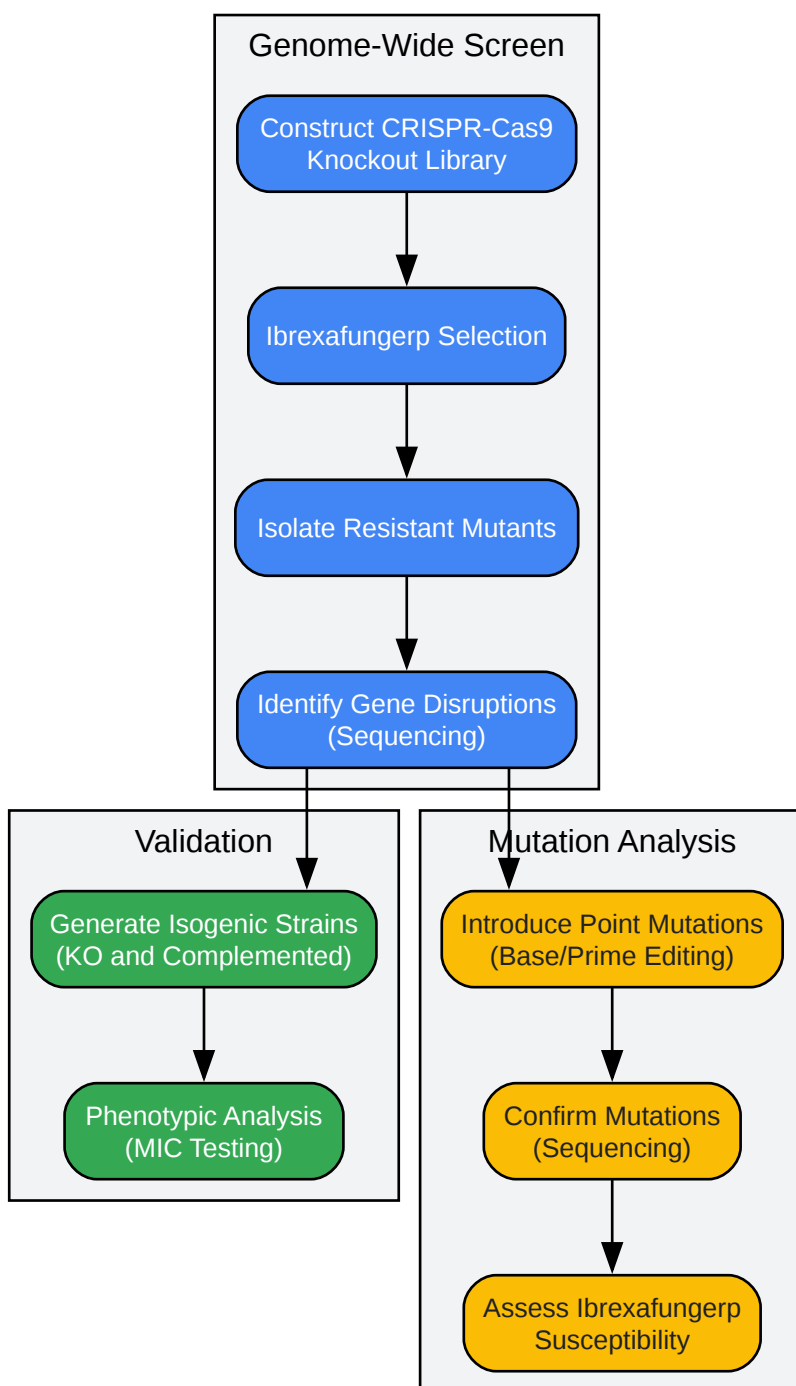 Genome-Wide Screen
Construct CRISPR-Cas9
Knockout Library
Ibrexafungerp Selection
Isolate Resistant Mutants
Identify Gene Disruptions
(Sequencing)
Validation
Generate Isogenic Strains
(KO and Complemented)
Phenotypic Analysis
(MIC Testing)
Mutation Analysis
Introduce Point Mutations
(Base/Prime Editing)
Confirm Mutations
(Sequencing)
Assess Ibrexafungerp
Susceptibility